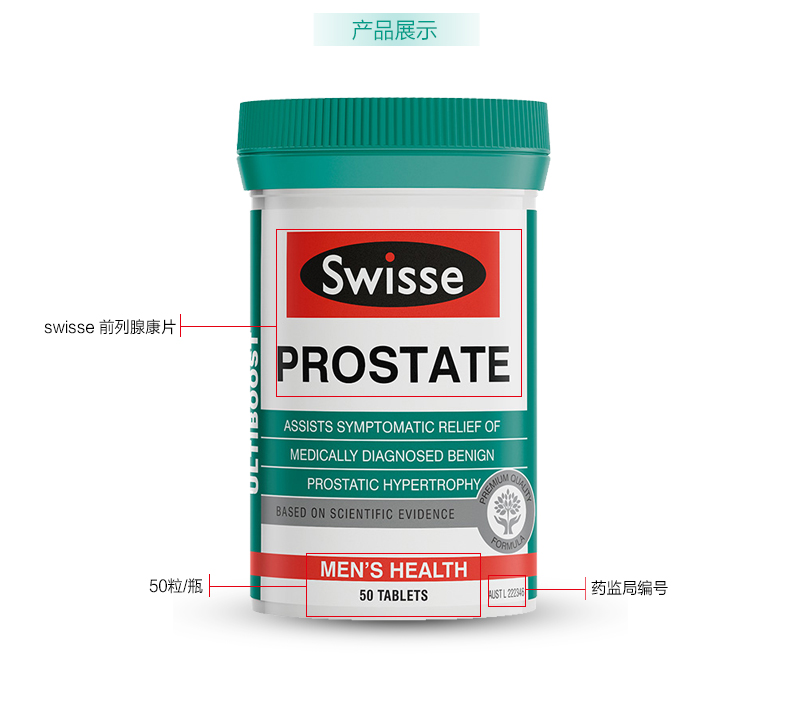 产品展示
Swisse
swisse 前列腺康片
PROSTATE
ULTIBOOST
ASSISTS SYMPTOMATIC RELIEF OF
MEDICALLY DIAGNOSED BENIGN
PROSTATIC HYPERTROPHY
BASED ON SCIENTIFIC EVIDENCE
PREMIUM QUALITY
FORMULA
MEN'S HEALTH
50粒/瓶
50 TABLETS
AUST L 222346
药监局编号